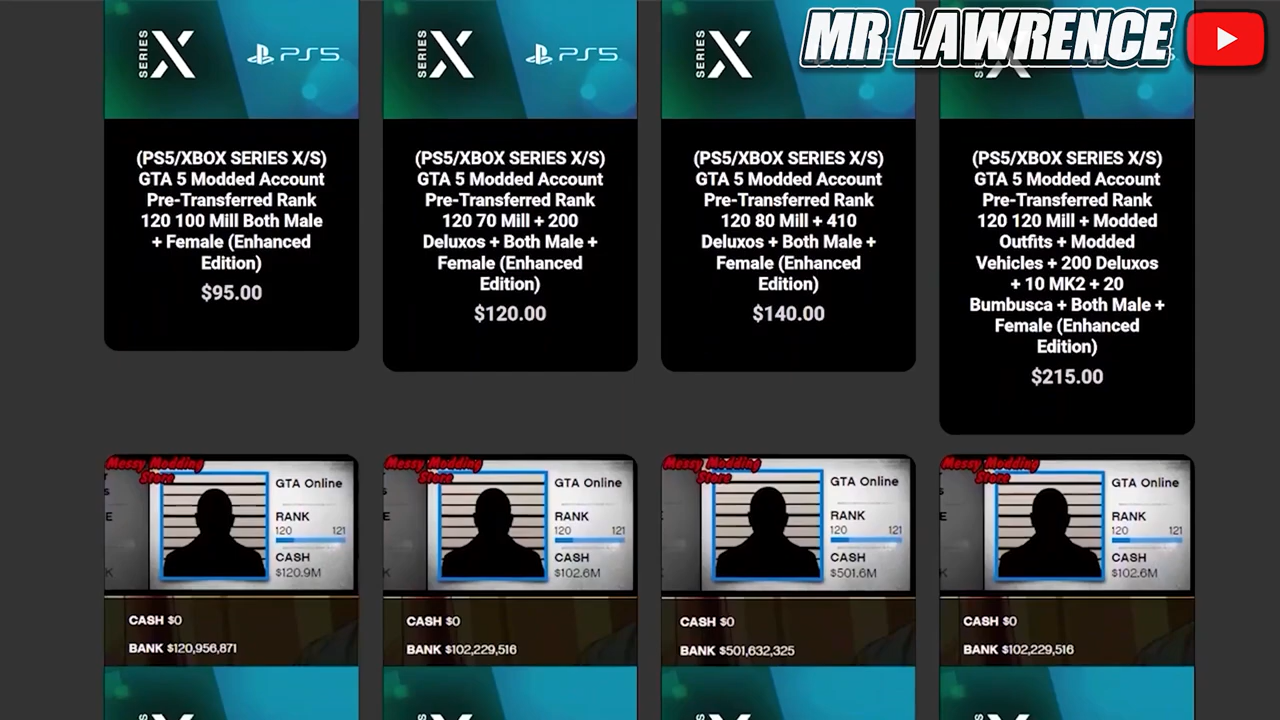 MR LAWRENCE
SERIES X PS5
SERIES X PS5
SERIES X
(PS5/XBOX SERIES X/S)
GTA 5 Modded Account
Pre-Transferred Rank
120 100 Mill Both Male
+ Female (Enhanced
Edition)
$95.00
(PS5/XBOX SERIES X/S)
GTA 5 Modded Account
Pre-Transferred Rank
120 70 Mill + 200
Deluxos + Both Male +
Female (Enhanced
Edition)
$120.00
(PS5/XBOX SERIES X/S)
GTA 5 Modded Account
Pre-Transferred Rank
120 80 Mill + 410
Deluxos + Both Male +
Female (Enhanced
Edition)
$140.00
(PS5/XBOX SERIES X/S)
GTA 5 Modded Account
Pre-Transferred Rank
120 120 Mill + Modded
Outfits + Modded
Vehicles + 200 Deluxos
+ 10 MK2 + 20
Bumbusca + Both Male +
Female (Enhanced
Edition)
$215.00
Messy Modding
Store
GTA Online
RANK
120 121
CASH
$120.9M
CASH $0
BANK $120,956,871
Messy Modding
Store
GTA Online
RANK
120 121
CASH
$102.6M
CASH $0
BANK $102,229,516
Messy Modding
Store
GTA Online
RANK
120 121
CASH
$501.6M
CASH $0
BANK $501,632,325
Messy Modding
Store
GTA Online
RANK
120 121
CASH
$102.6M
CASH $0
BANK $102,229,516